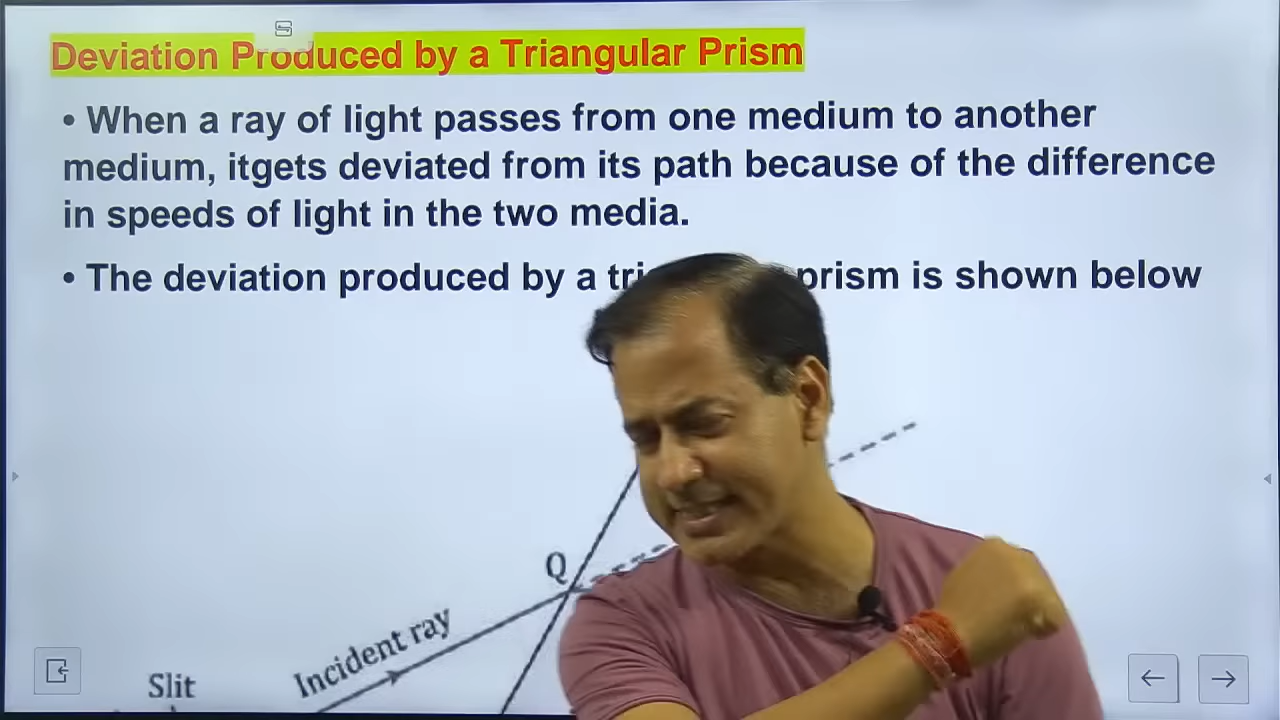 Deviation Produced by a Triangular Prism
• When a ray of light passes from one medium to another
medium, itgets deviated from its path because of the difference
in speeds of light in the two media.
• The deviation produced by a prism is shown below
Q
Incident ray
Slit